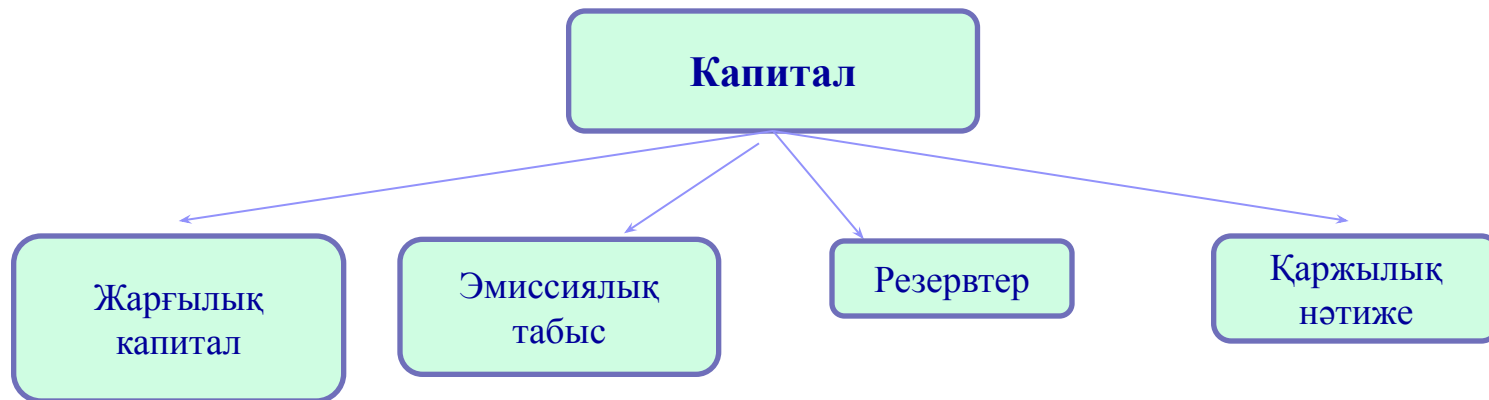 Капитал
Жарғылық
капитал
Эмиссиялық
табыс
Резервтер
Қаржылық
нәтиже